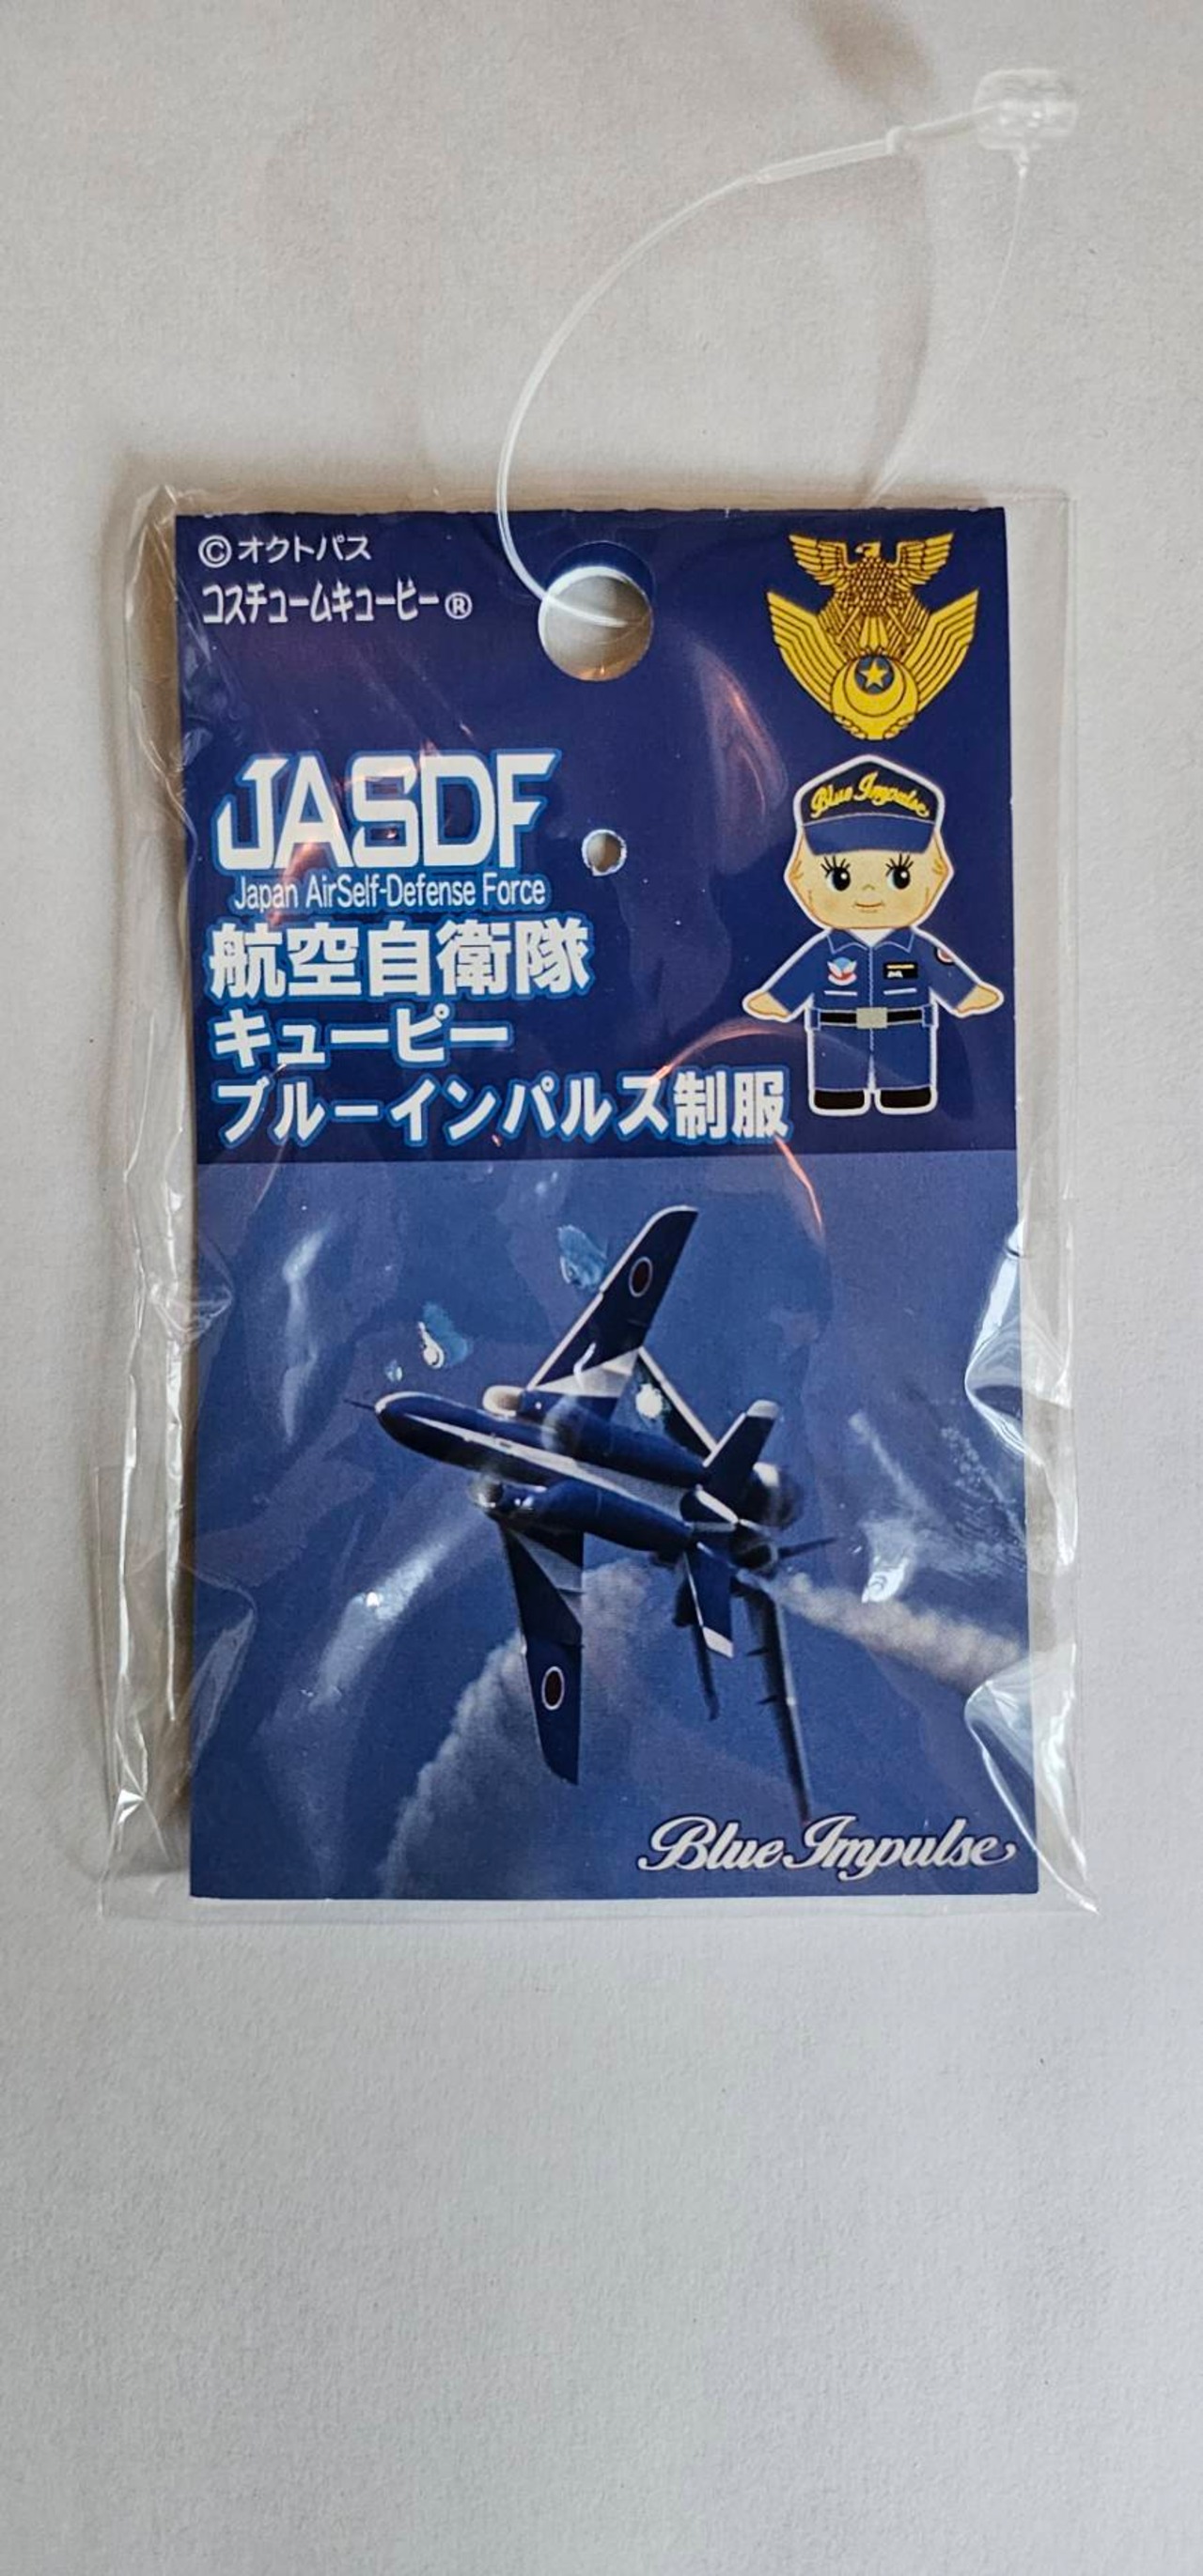 ©オクトパス
コスチュームキューピー®
JASDF
Japan AirSelf-Defense Force
航空自衛隊
キューピー
ブルーインパルス制服
Blue Impulse
Blue Impulse